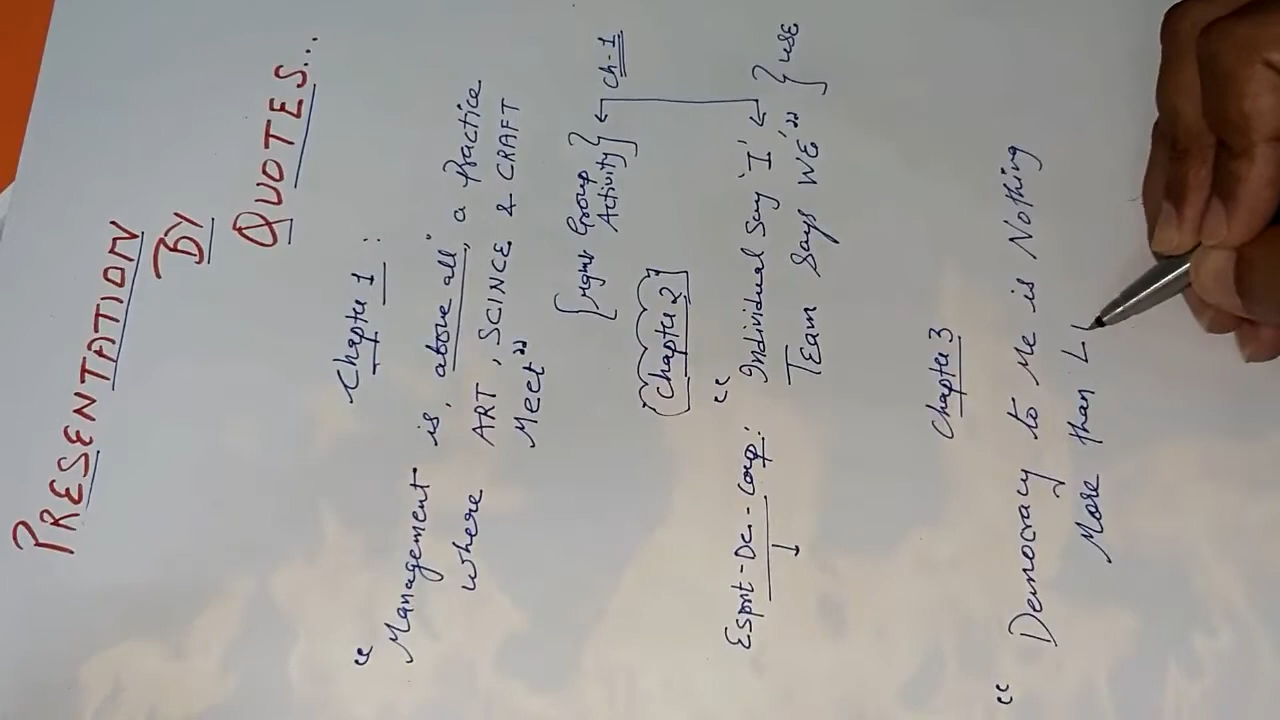 PRESENTATION
BY
QUOTES...
Chapter 1 :
“ Management is, above all, a Practice
Where ART, SCINCE & CRAFT
Meet”
{Mgmt Group Activity} Ch-1
Chapter 2
Esprit-De-Corp: “ Individual Say 'I'
Team Says WE'” } use
Chapter 3
“ Democracy to Me is Nothing
More than L